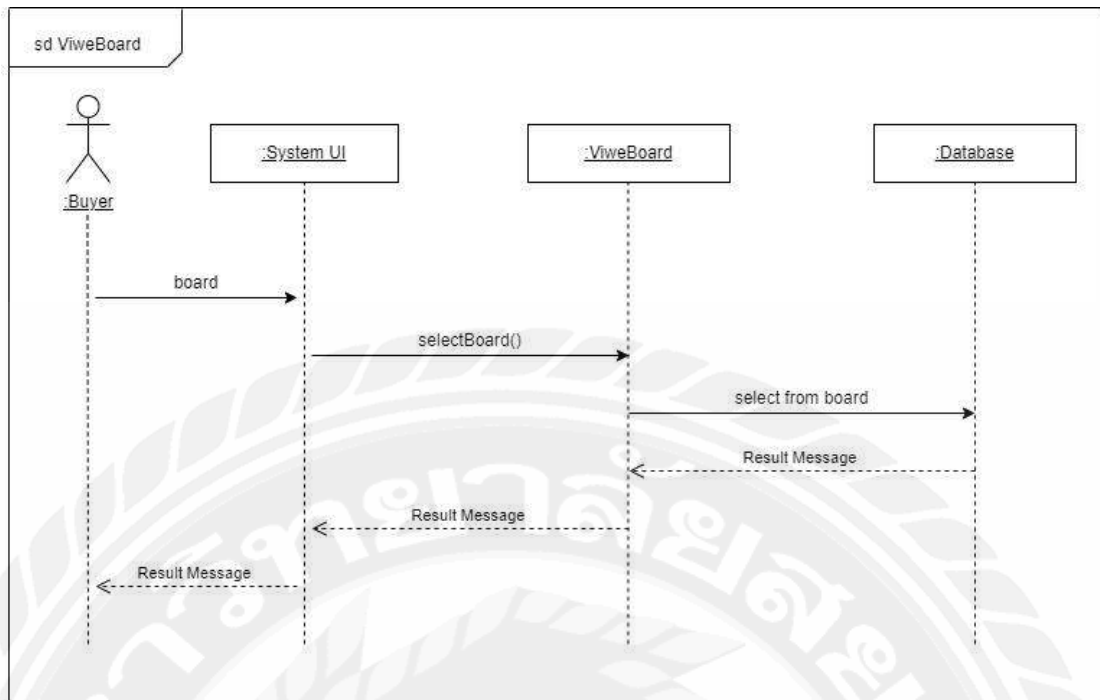 sd ViweBoard
:Buyer
:System UI
:ViweBoard
:Database
board
selectBoard()
select from board
Result Message
Result Message
Result Message